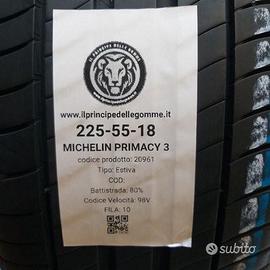 IL PRINCIPE DELLE GOMME
www.ilprincipedellegomme.it
225-55-18
MICHELIN PRIMACY 3
codice prodotto: 20961
Tipo: Estiva
COD:
Battistrada: 80%
Codice Velocità: 98V
FILA: 10
subito